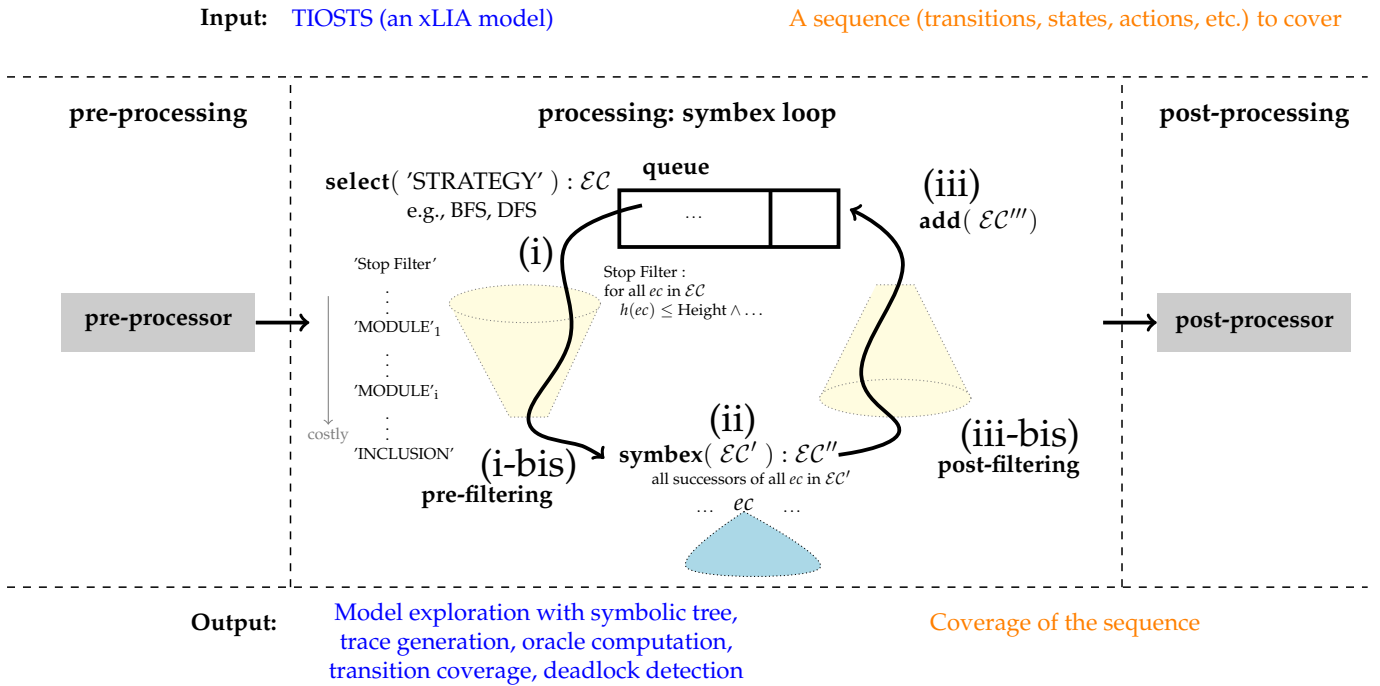 Input: TIOSTS (an xLIA model) A sequence (transitions, states, actions, etc.) to cover
pre-processing processing: symbex loop post-processing
queue
select( 'STRATEGY' ) : ℰ𝒞
e.g., BFS, DFS
...
(iii)
add( ℰ𝒞''')
(i)
'Stop Filter'
Stop Filter :
for all ec in ℰ𝒞
h(ec) ≤ Height ∧ ...
pre-processor
'MODULE'₁
'MODULE'ᵢ
costly
'INCLUSION'
post-processor
(i-bis)
pre-filtering
(ii)
symbex( ℰ𝒞' ) : ℰ𝒞''
all successors of all ec in ℰ𝒞'
... ec ...
(iii-bis)
post-filtering
Output: Model exploration with symbolic tree,
trace generation, oracle computation,
transition coverage, deadlock detection
Coverage of the sequence